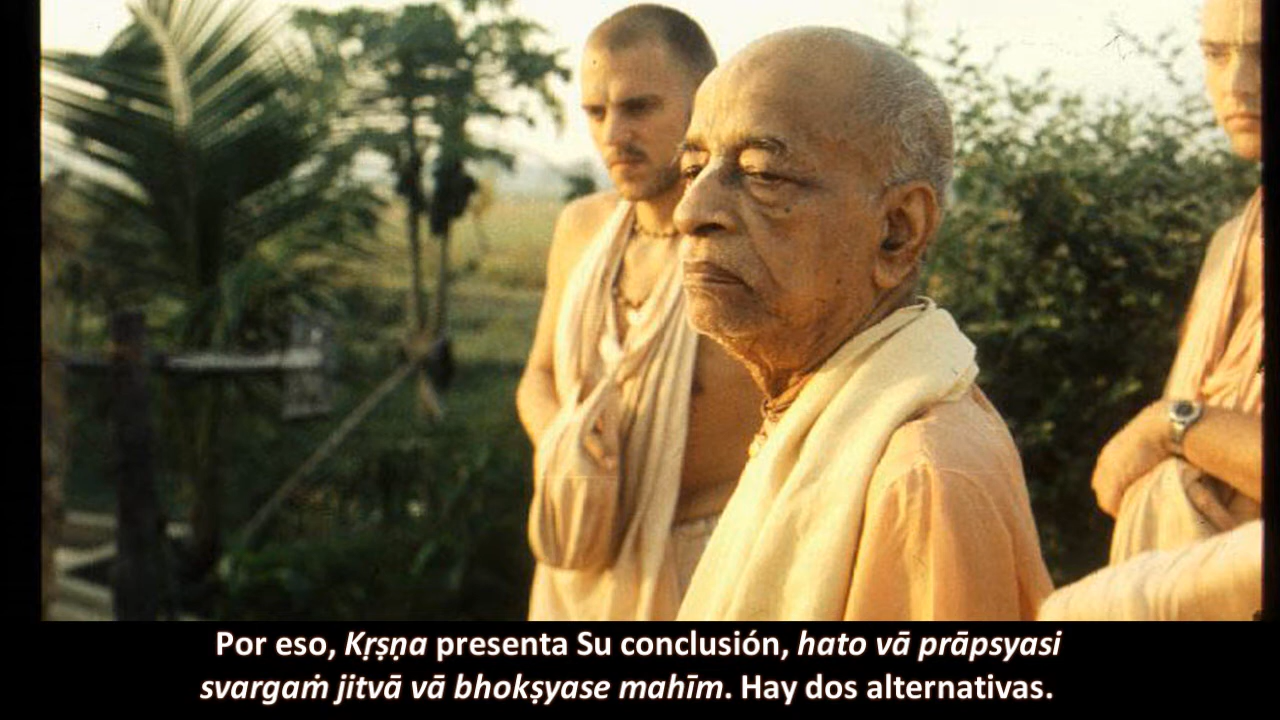 Por eso, Kṛṣṇa presenta Su conclusión, hato vā prāpsyasi
svargaṁ jitvā vā bhokṣyase mahīm. Hay dos alternativas.